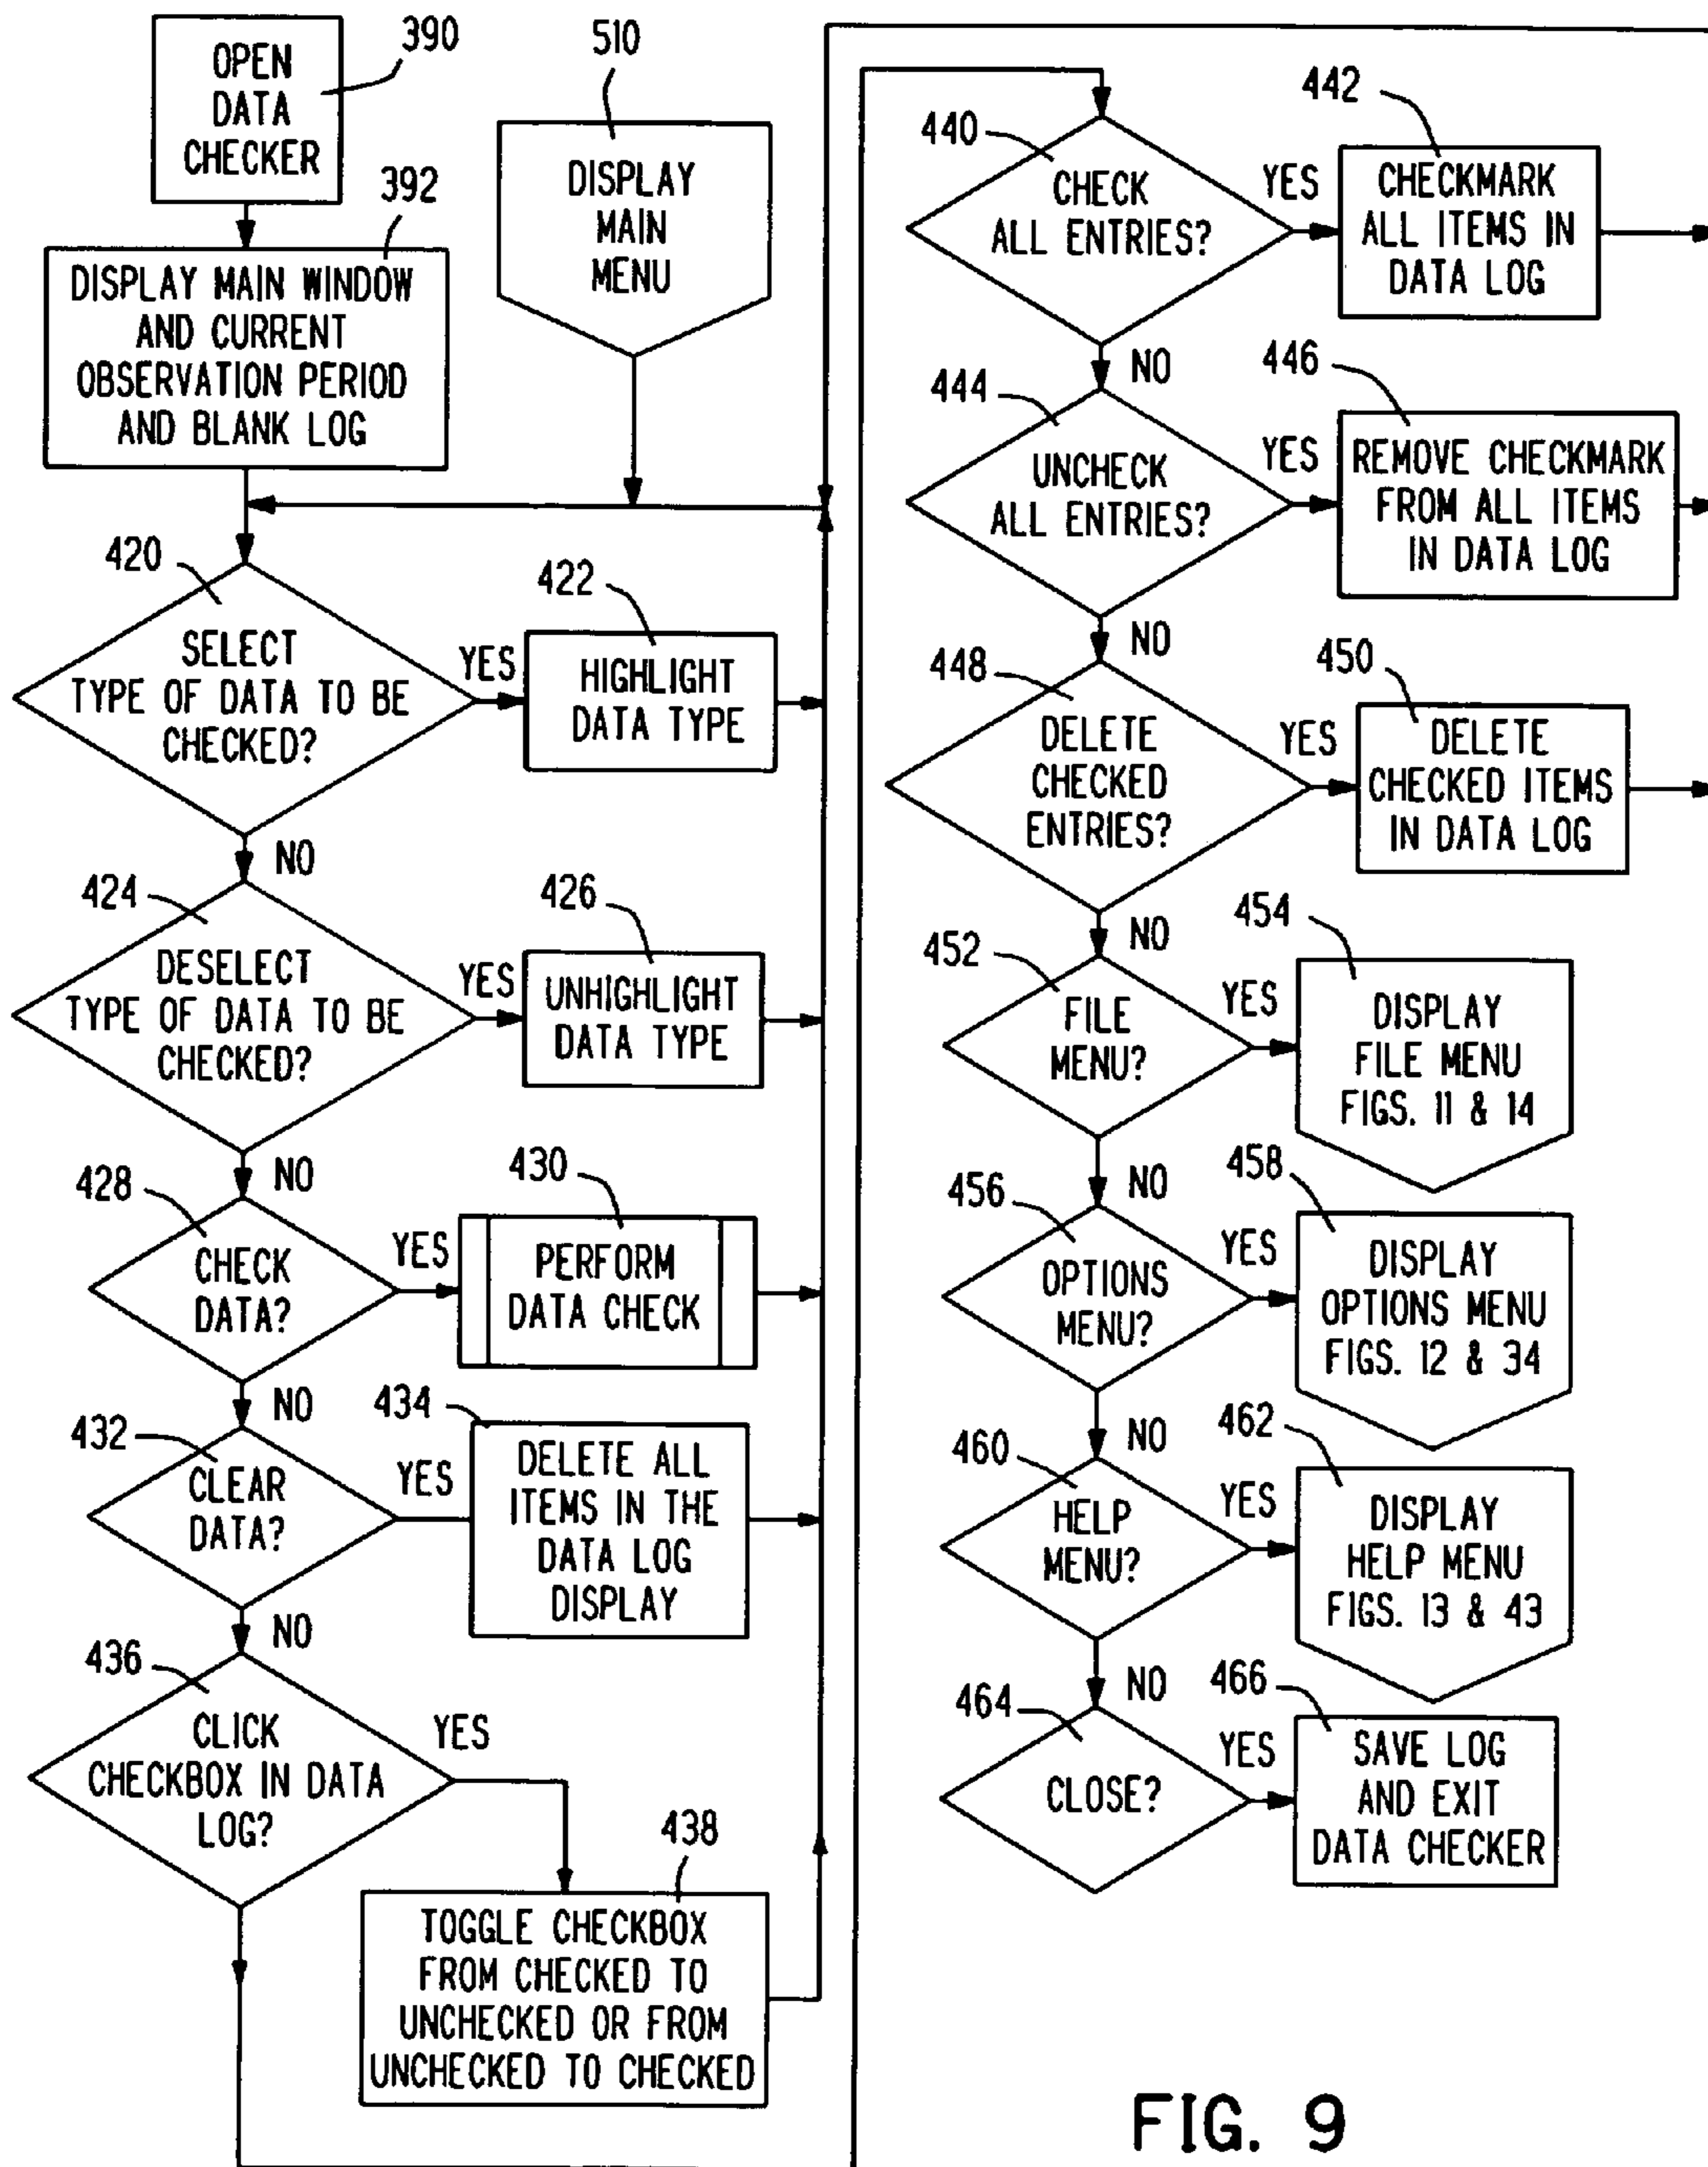 390
OPEN
DATA
CHECKER
392
DISPLAY MAIN WINDOW
AND CURRENT
OBSERVATION PERIOD
AND BLANK LOG
510
DISPLAY
MAIN
MENU
420
SELECT
TYPE OF DATA TO BE
CHECKED?
YES
422
HIGHLIGHT
DATA TYPE
NO
424
DESELECT
TYPE OF DATA TO BE
CHECKED?
YES
426
UNHIGHLIGHT
DATA TYPE
NO
428
CHECK
DATA?
YES
430
PERFORM
DATA CHECK
NO
432
CLEAR
DATA?
YES
434
DELETE ALL
ITEMS IN THE
DATA LOG
DISPLAY
NO
436
CLICK
CHECKBOX IN DATA
LOG?
YES
438
TOGGLE CHECKBOX
FROM CHECKED TO
UNCHECKED OR FROM
UNCHECKED TO CHECKED
440
CHECK
ALL ENTRIES?
YES
442
CHECKMARK
ALL ITEMS IN
DATA LOG
NO
444
UNCHECK
ALL ENTRIES?
YES
446
REMOVE CHECKMARK
FROM ALL ITEMS
IN DATA LOG
NO
448
DELETE
CHECKED
ENTRIES?
YES
450
DELETE
CHECKED ITEMS
IN DATA LOG
NO
452
FILE
MENU?
YES
454
DISPLAY
FILE MENU
FIGS. 11 & 14
NO
456
OPTIONS
MENU?
YES
458
DISPLAY
OPTIONS MENU
FIGS. 12 & 34
NO
460
HELP
MENU?
YES
462
DISPLAY
HELP MENU
FIGS. 13 & 43
NO
464
CLOSE?
YES
466
SAVE LOG
AND EXIT
DATA CHECKER
FIG. 9